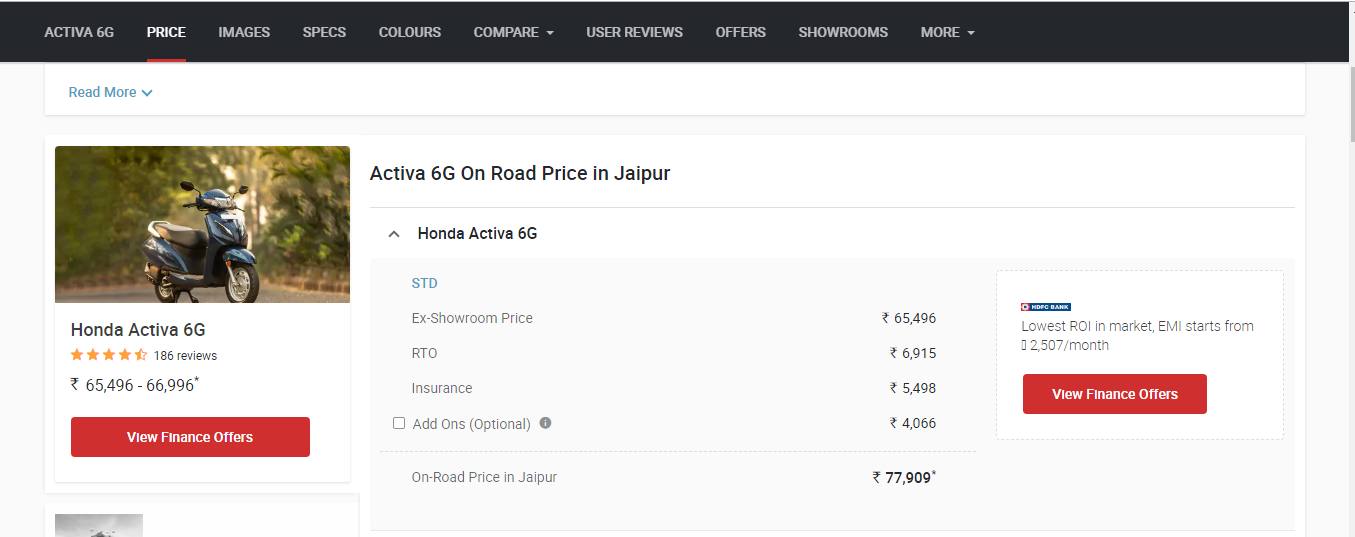 ACTIVA 6G PRICE IMAGES SPECS COLOURS COMPARE USER REVIEWS OFFERS SHOWROOMS MORE
Read More
Honda Activa 6G
186 reviews
₹ 65,496 - 66,996*
View Finance Offers
Activa 6G On Road Price in Jaipur
Honda Activa 6G
STD
Ex-Showroom Price ₹ 65,496
RTO ₹ 6,915
Insurance ₹ 5,498
Add Ons (Optional) ₹ 4,066
On-Road Price in Jaipur ₹ 77,909*
HDFC BANK
Lowest ROI in market, EMI starts from
▯ 2,507/month
View Finance Offers